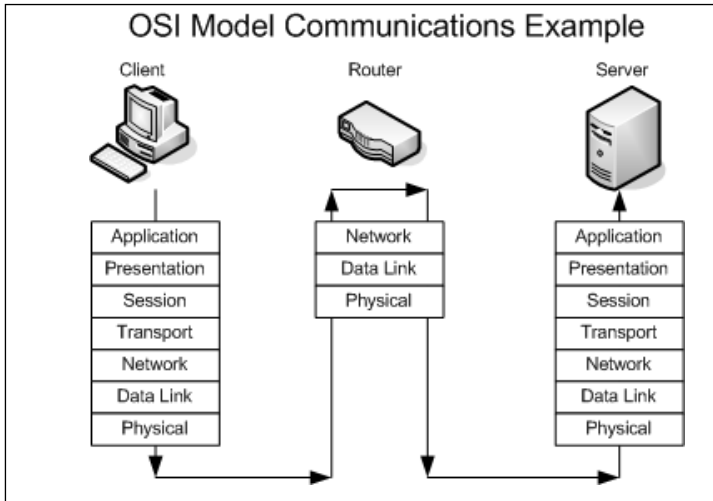 OSI Model Communications Example
Client
Router
Server
Application
Presentation
Session
Transport
Network
Data Link
Physical
Network
Data Link
Physical
Application
Presentation
Session
Transport
Network
Data Link
Physical